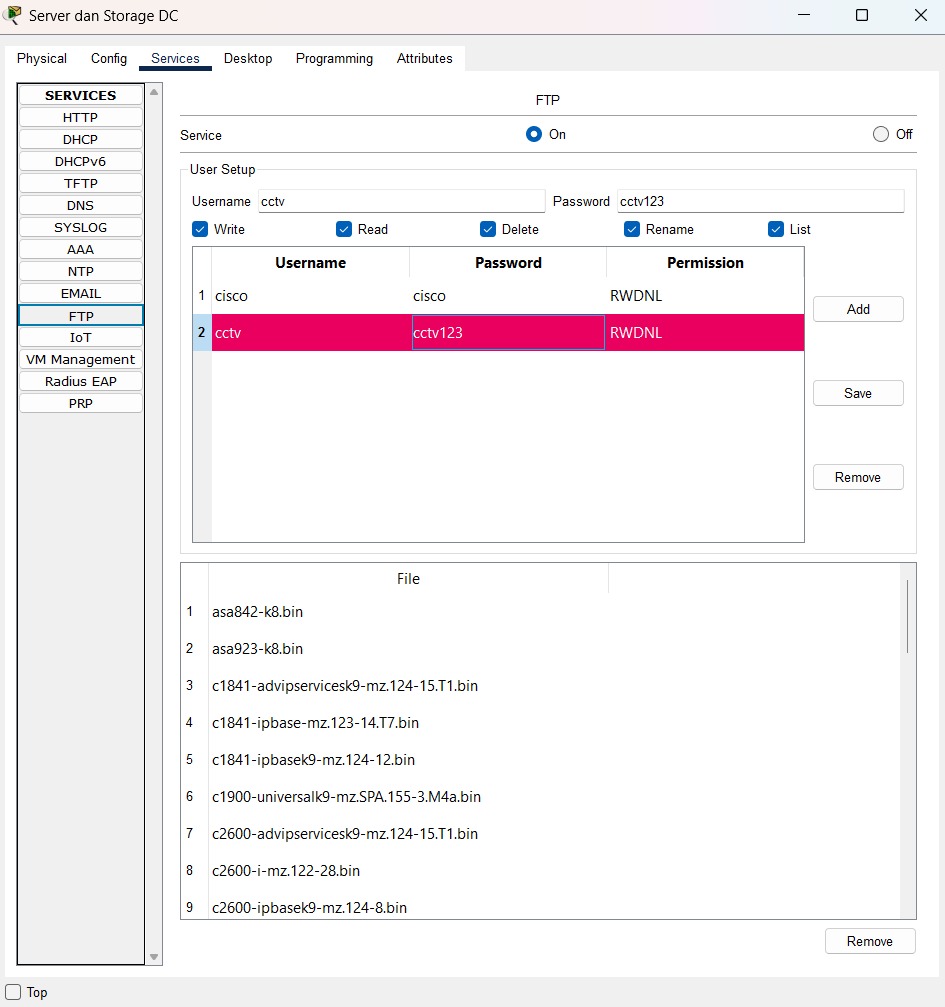 Server dan Storage DC
Physical Config Services Desktop Programming Attributes
SERVICES
HTTP
DHCP
DHCPv6
TFTP
DNS
SYSLOG
AAA
NTP
EMAIL
FTP
IoT
VM Management
Radius EAP
PRP
FTP
Service On Off
User Setup
Username cctv Password cctv123
Write Read Delete Rename List
Username Password Permission
1 cisco cisco RWDNL
2 cctv cctv123 RWDNL
Add
Save
Remove
File
1 asa842-k8.bin
2 asa923-k8.bin
3 c1841-advipservicesk9-mz.124-15.T1.bin
4 c1841-ipbase-mz.123-14.T7.bin
5 c1841-ipbasek9-mz.124-12.bin
6 c1900-universalk9-mz.SPA.155-3.M4a.bin
7 c2600-advipservicesk9-mz.124-15.T1.bin
8 c2600-i-mz.122-28.bin
9 c2600-ipbasek9-mz.124-8.bin
Remove
Top